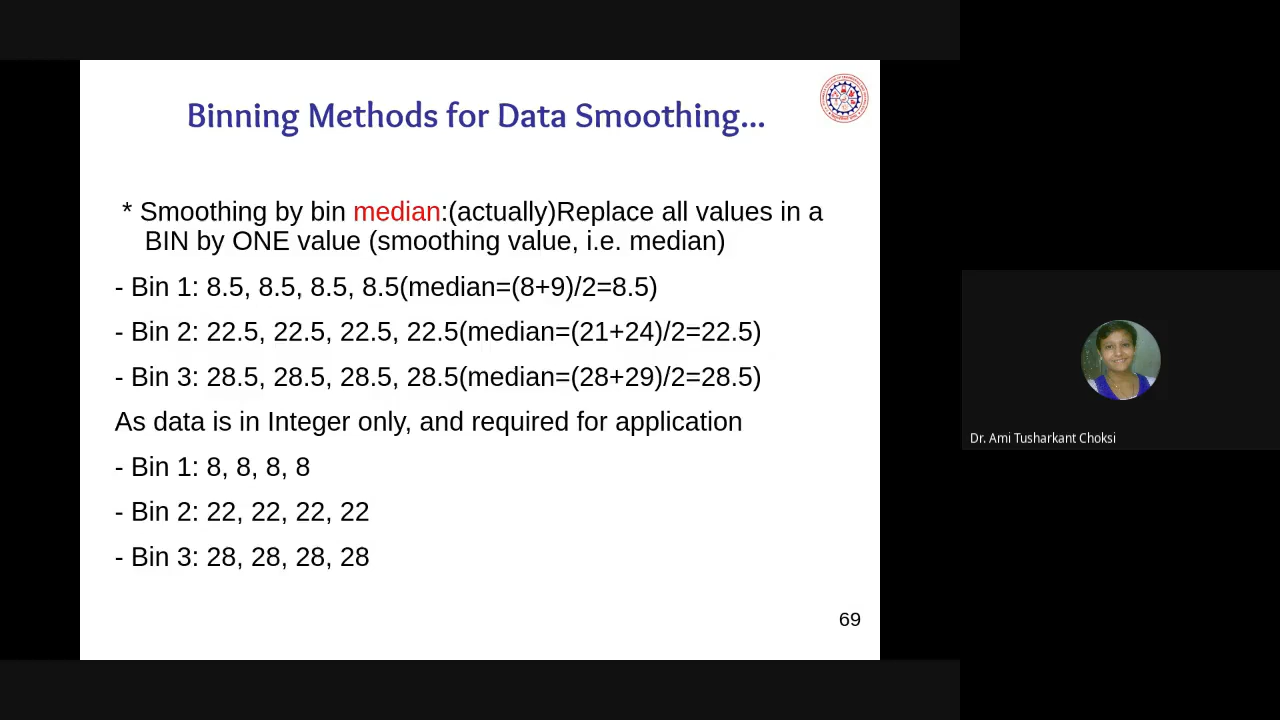 Binning Methods for Data Smoothing...
* Smoothing by bin median:(actually)Replace all values in a
BIN by ONE value (smoothing value, i.e. median)
- Bin 1: 8.5, 8.5, 8.5, 8.5(median=(8+9)/2=8.5)
- Bin 2: 22.5, 22.5, 22.5, 22.5(median=(21+24)/2=22.5)
- Bin 3: 28.5, 28.5, 28.5, 28.5(median=(28+29)/2=28.5)
As data is in Integer only, and required for application
- Bin 1: 8, 8, 8, 8
- Bin 2: 22, 22, 22, 22
- Bin 3: 28, 28, 28, 28
69
Dr. Ami Tusharkant Choksi